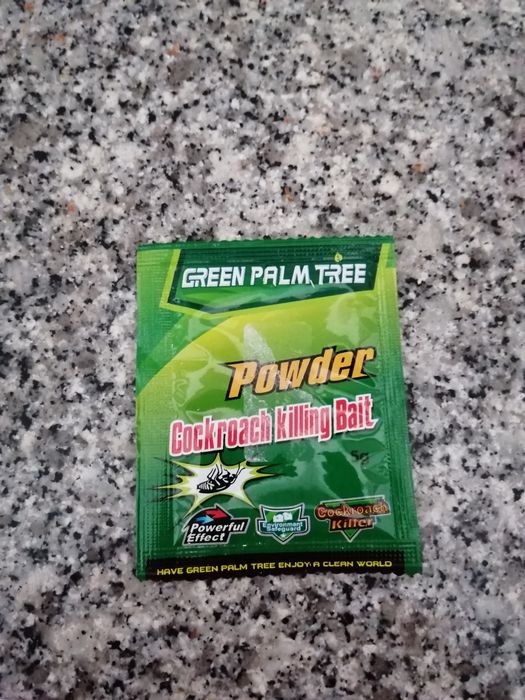 GREEN PALM TREE
Powder
Cockroach Killing Bait
5g
Powerful
Effect
Environment
Safeguard
Cockroach
Killer
HAVE GREEN PALM TREE ENJOY A CLEAN WORLD